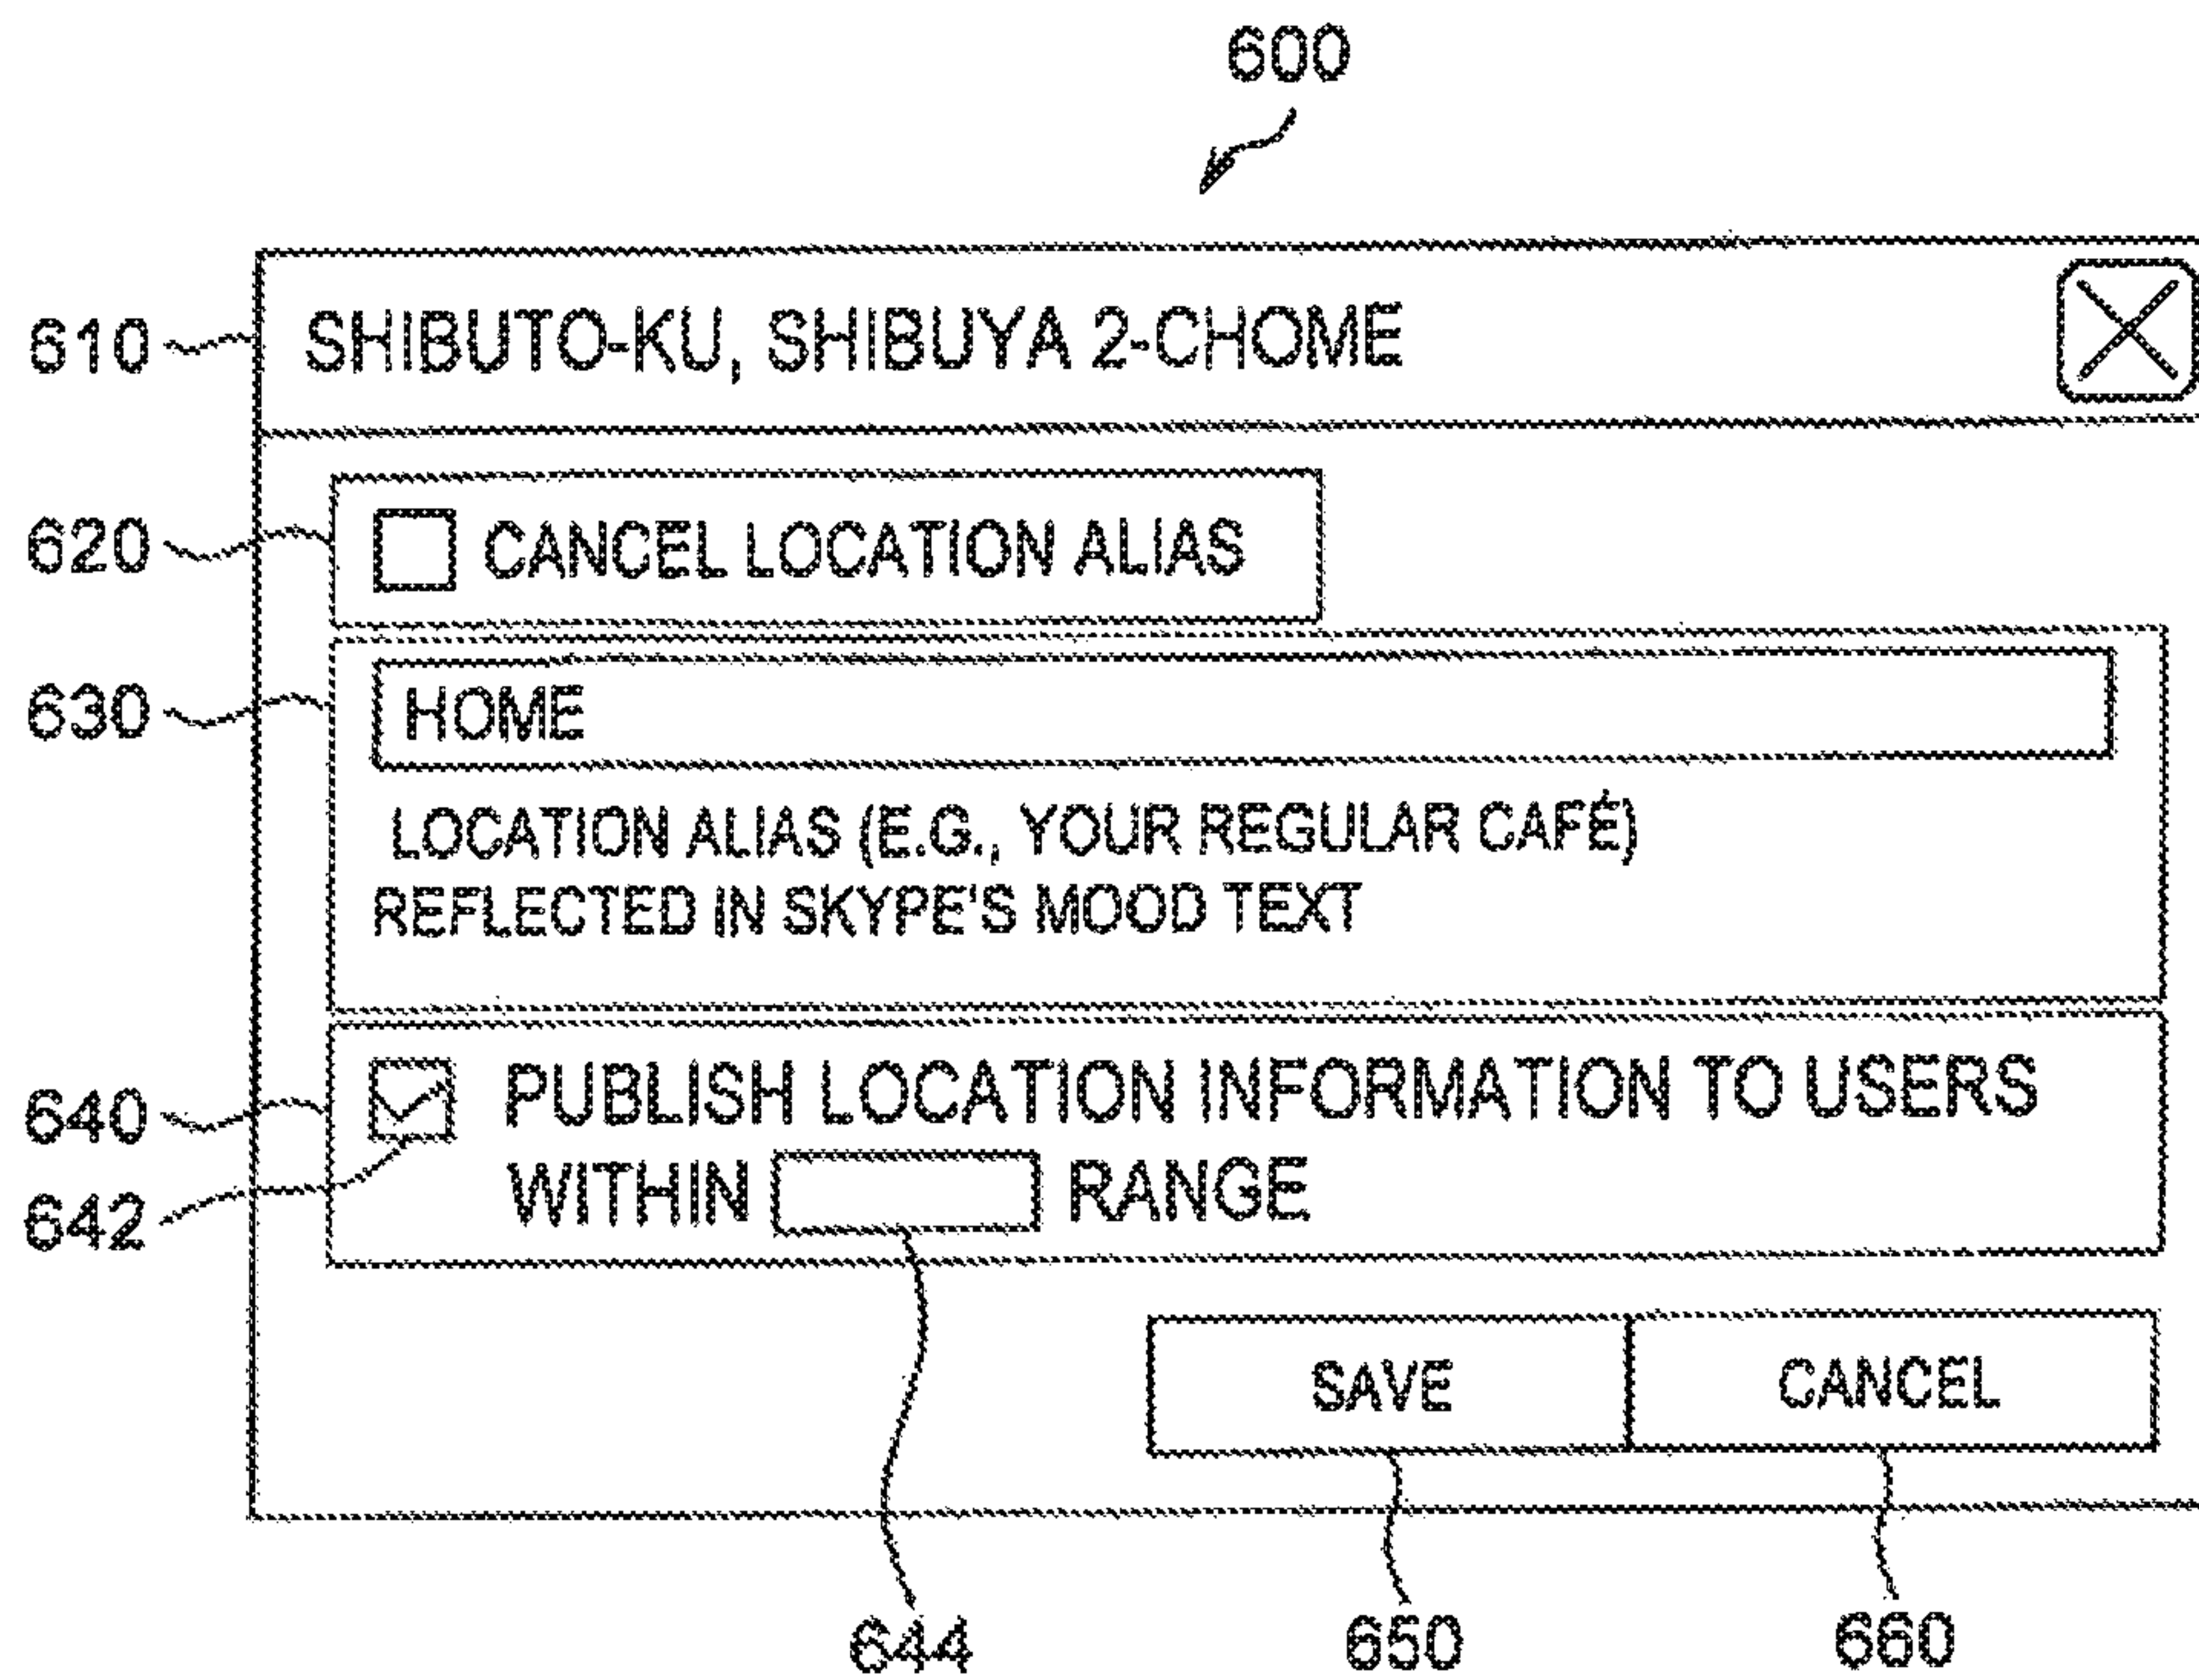 600
610 SHIBUTO-KU, SHIBUYA 2-CHOME
620 CANCEL LOCATION ALIAS
630 HOME
LOCATION ALIAS (E.G., YOUR REGULAR CAFÉ)
REFLECTED IN SKYPE'S MOOD TEXT
640 PUBLISH LOCATION INFORMATION TO USERS
642 WITHIN RANGE
SAVE CANCEL
644 650 660